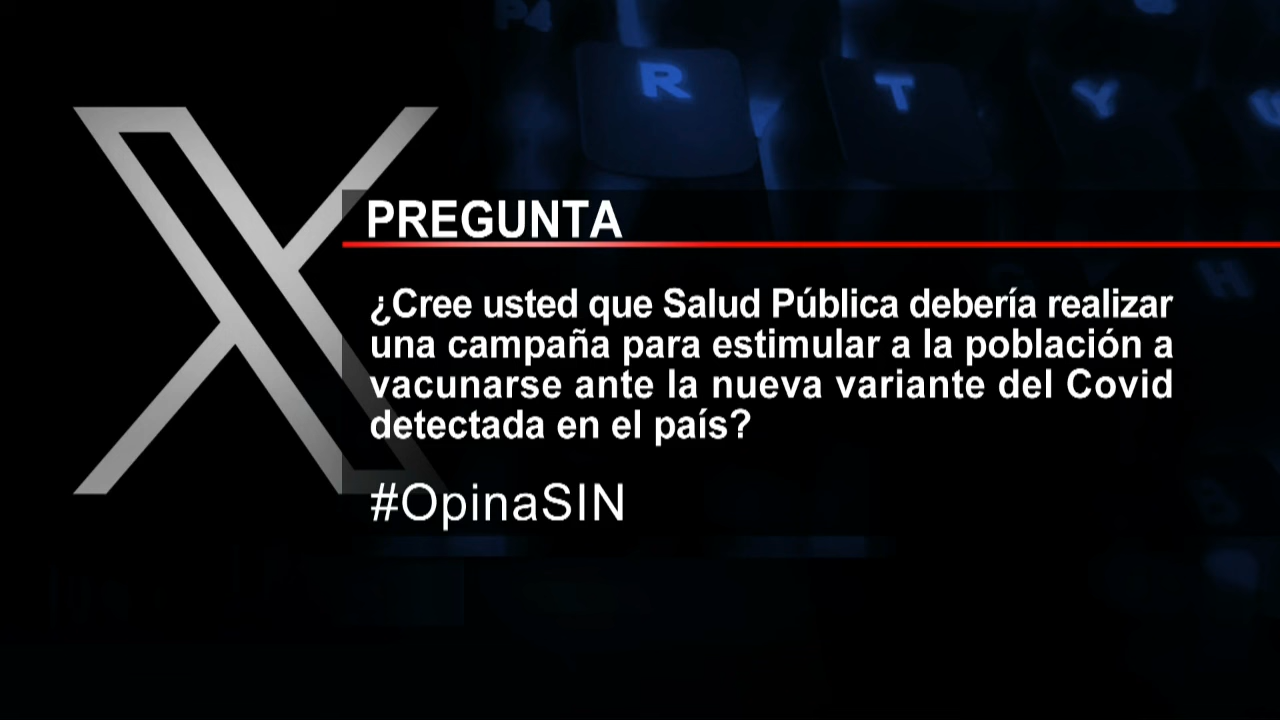 R T Y
PREGUNTA
¿Cree usted que Salud Pública debería realizar
una campaña para estimular a la población a
vacunarse ante la nueva variante del Covid
detectada en el país?
#OpinaSIN